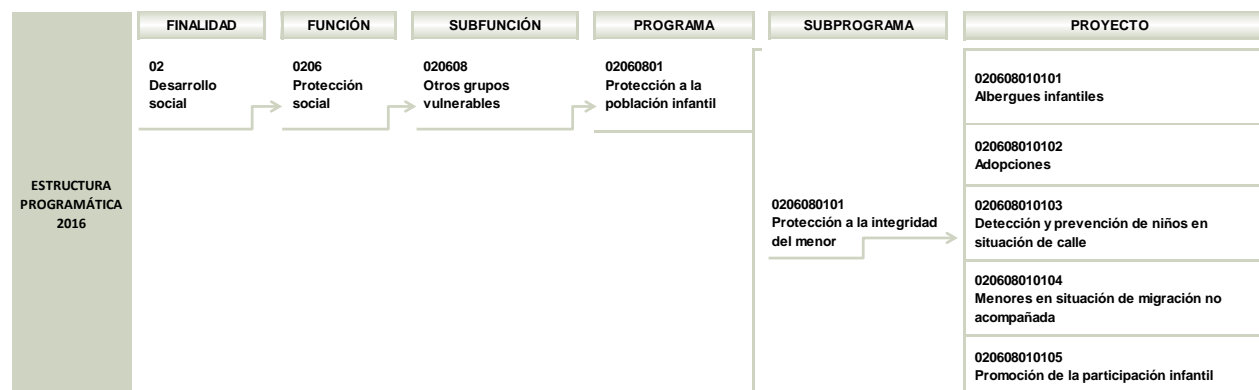 FINALIDAD
FUNCIÓN
SUBFUNCIÓN
PROGRAMA
SUBPROGRAMA
PROYECTO
ESTRUCTURA
PROGRAMÁTICA
2016
02
Desarrollo
social
0206
Protección
social
020608
Otros grupos
vulnerables
02060801
Protección a la
población infantil
0206080101
Protección a la integridad
del menor
020608010101
Albergues infantiles
020608010102
Adopciones
020608010103
Detección y prevención de niños en
situación de calle
020608010104
Menores en situación de migración no
acompañada
020608010105
Promoción de la participación infantil